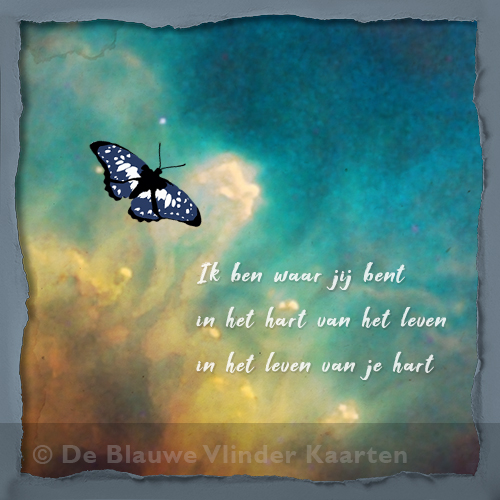 Ik ben waar jij bent
in het hart van het leven
in het leven van je hart
© De Blauwe Vlinder Kaarten